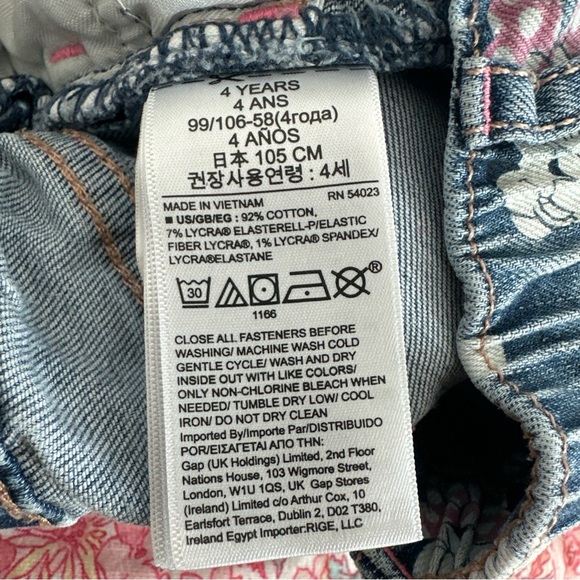 4 YEARS
4 ANS
99/106-58(4года)
4 AÑOS
日本 105 CM
권장사용연령 : 4세
MADE IN VIETNAM RN 54023
■ US/GB/EG: 92% COTTON,
7% LYCRA® ELASTERELL-P/ELASTIC
FIBER LYCRA®, 1% LYCRA® SPANDEX/
LYCRA®ELASTANE
30 ®
1166
CLOSE ALL FASTENERS BEFORE
WASHING/ MACHINE WASH COLD
GENTLE CYCLE/ WASH AND DRY
INSIDE OUT WITH LIKE COLORS/
ONLY NON-CHLORINE BLEACH WHEN
NEEDED/ TUMBLE DRY LOW/ COOL
IRON/ DO NOT DRY CLEAN
Imported By/Importe Par/DISTRIBUIDO
POR/ΕΙΣΑΓΕΤΑΙ ΑΠΟ ΤΗΝ:
Gap (UK Holdings) Limited, 2nd Floor
Nations House, 103 Wigmore Street,
London, W1U 1QS, UK Gap Stores
(Ireland) Limited c/o Arthur Cox, 10
Earlsfort Terrace, Dublin 2, D02 T380,
Ireland Egypt Importer:RIGE, LLC